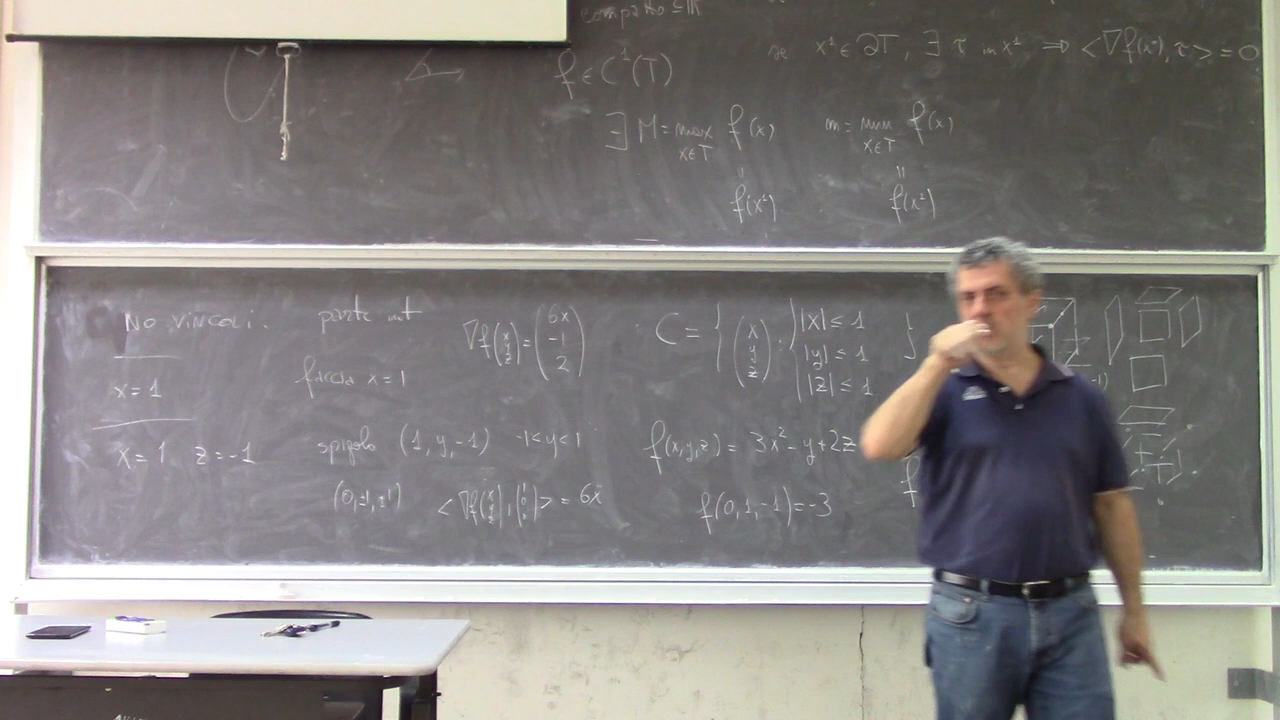 compatto ⊆ ℝ
se x¹ ∈ ∂T, ∃ τ in x¹ ⇒ <∇f(x¹), τ> = 0
f ∈ C¹(T)
∃ M = max f(x) m = min f(x)
x∈T x∈T
" "
f(x¹) f(x²)
NO VINCOLI. parte int ∇f(x y z) = (6x -1 2) C = { (x y z) : |x| ≤ 1 }
|y| ≤ 1
|z| ≤ 1
x=1 faccia x=1
x=1 z=-1 spigolo (1, y, -1) -1<y<1 f(x,y,z) = 3x²-y+2z
(0,±1,±1) <∇f(x y z), (1 0 0)> = 6x f(0,1,-1)=-3